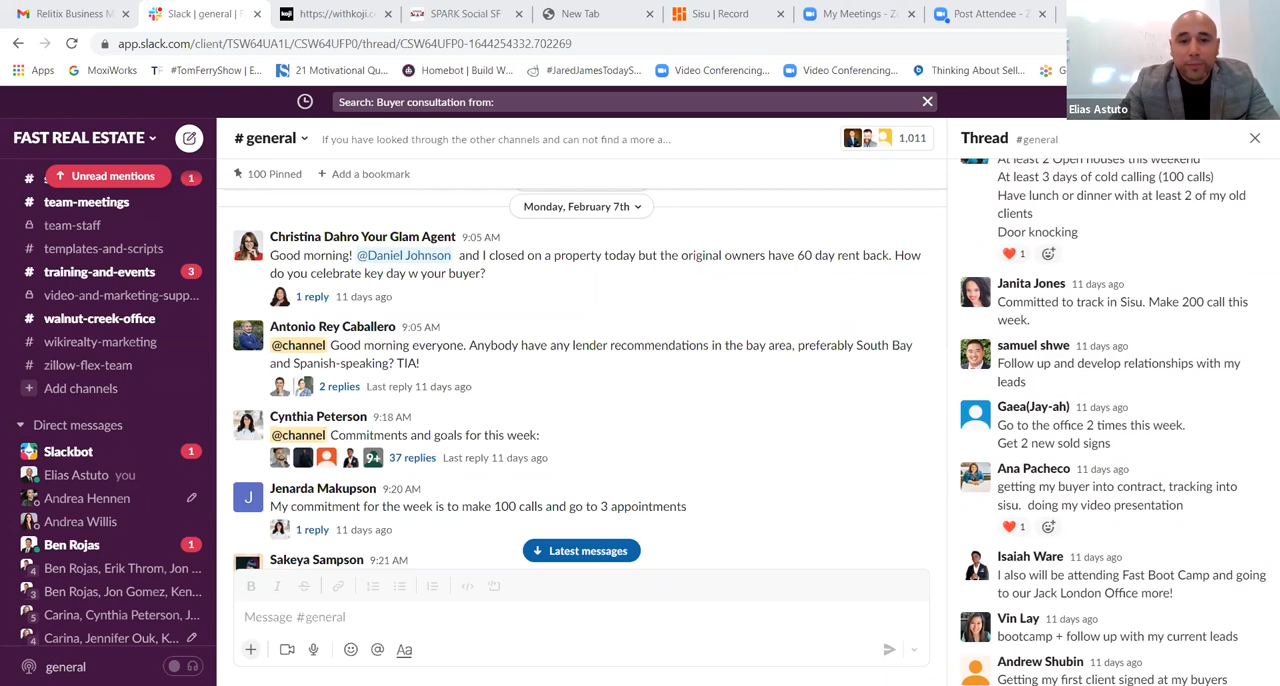 Relitix Business M
Slack | general | F
koji
https://withkoji.c
SPARK Social SF
New Tab
Sisu | Record
My Meetings - Z
Post Attendee - Z
app.slack.com/client/TSW64UA1L/CSW64UFP0/thread/CSW64UFP0-1644254332.702269
Apps
MoxiWorks
TF #TomFerryShow | E...
21 Motivational Qu...
Homebot | Build W...
#JaredJamesTodayS...
Video Conferencing,...
Video Conferencing,...
Thinking About Sell...
Elias Astuto
Search: Buyer consultation from:
FAST REAL ESTATE
Unread mentions
1
# team-meetings
team-staff
# templates-and-scripts
# training-and-events
3
video-and-marketing-supp...
# walnut-creek-office
# wikirealty-marketing
# zillow-flex-team
+ Add channels
Direct messages
Slackbot
1
Elias Astuto you
Andrea Hennen
Andrea Willis
Ben Rojas
1
4 Ben Rojas, Erik Throm, Jon ...
3 Ben Rojas, Jon Gomez, Ken...
5 Carina, Cynthia Peterson, J...
4 Carina, Jennifer Ouk, K...
general
# general
If you have looked through the other channels and can not find a more a...
1,011
100 Pinned
+ Add a bookmark
Monday, February 7th
Christina Dahro Your Glam Agent 9:05 AM
Good morning! @Daniel Johnson and I closed on a property today but the original owners have 60 day rent back. How
do you celebrate key day w your buyer?
1 reply 11 days ago
Antonio Rey Caballero 9:05 AM
@channel Good morning everyone. Anybody have any lender recommendations in the bay area, preferably South Bay
and Spanish-speaking? TIA!
2 replies Last reply 11 days ago
Cynthia Peterson 9:18 AM
@channel Commitments and goals for this week:
9+ 37 replies Last reply 11 days ago
J
Jenarda Makupson 9:20 AM
My commitment for the week is to make 100 calls and go to 3 appointments
1 reply 11 days ago
Sakeya Sampson 9:21 AM
Latest messages
B I S
Message #general
+ @ Aa
Thread #general
At least 2 Open houses this weekend
At least 3 days of cold calling (100 calls)
Have lunch or dinner with at least 2 of my old
clients
Door knocking
1
Janita Jones 11 days ago
Committed to track in Sisu. Make 200 call this
week.
samuel shwe 11 days ago
Follow up and develop relationships with my
leads
Gaea(Jay-ah) 11 days ago
Go to the office 2 times this week.
Get 2 new sold signs
Ana Pacheco 11 days ago
getting my buyer into contract, tracking into
sisu. doing my video presentation
1
Isaiah Ware 11 days ago
I also will be attending Fast Boot Camp and going
to our Jack London Office more!
Vin Lay 11 days ago
bootcamp + follow up with my current leads
Andrew Shubin 11 days ago
Getting my first client signed at my buyers